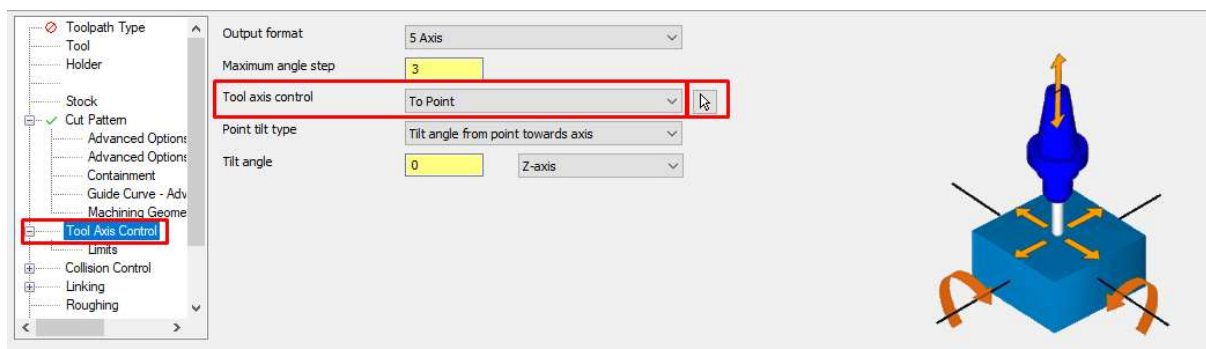 Toolpath Type
Tool
Holder
Stock
Cut Pattern
Advanced Options
Advanced Options
Containment
Guide Curve - Adv
Machining Geome
Tool Axis Control
Limits
Collision Control
Linking
Roughing
Output format 5 Axis
Maximum angle step 3
Tool axis control To Point
Point tilt type Tilt angle from point towards axis
Tilt angle 0 Z-axis